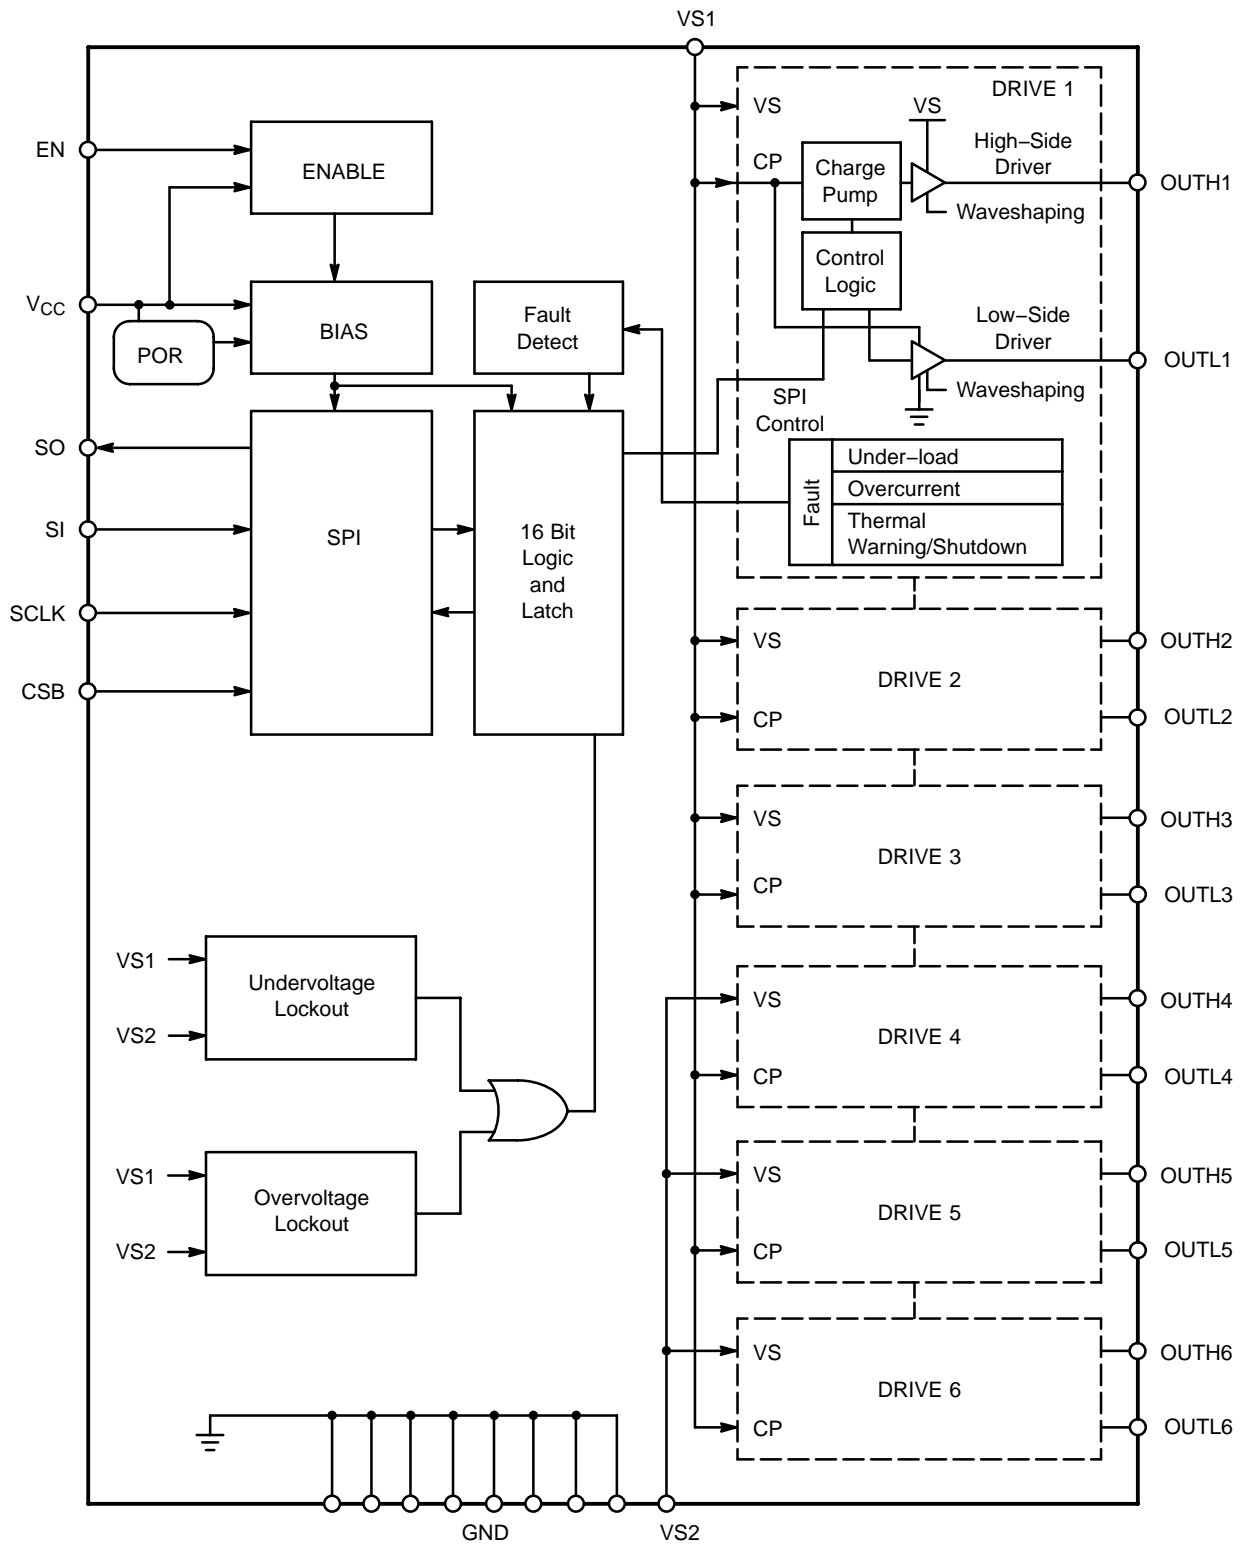 VS1
DRIVE 1
VS
VS
EN
ENABLE
CP
Charge
Pump
High−Side
Driver
OUTH1
Waveshaping
Control
Logic
VCC
BIAS
POR
Fault
Detect
Low−Side
Driver
OUTL1
Waveshaping
SPI
Control
SO
SI
SCLK
CSB
SPI
16 Bit
Logic
and
Latch
Fault
Under−load
Overcurrent
Thermal
Warning/Shutdown
VS
DRIVE 2
CP
OUTH2
OUTL2
VS
DRIVE 3
CP
OUTH3
OUTL3
VS1
VS2
Undervoltage
Lockout
VS
DRIVE 4
CP
OUTH4
OUTL4
VS1
VS2
Overvoltage
Lockout
VS
DRIVE 5
CP
OUTH5
OUTL5
VS
DRIVE 6
CP
OUTH6
OUTL6
GND
VS2